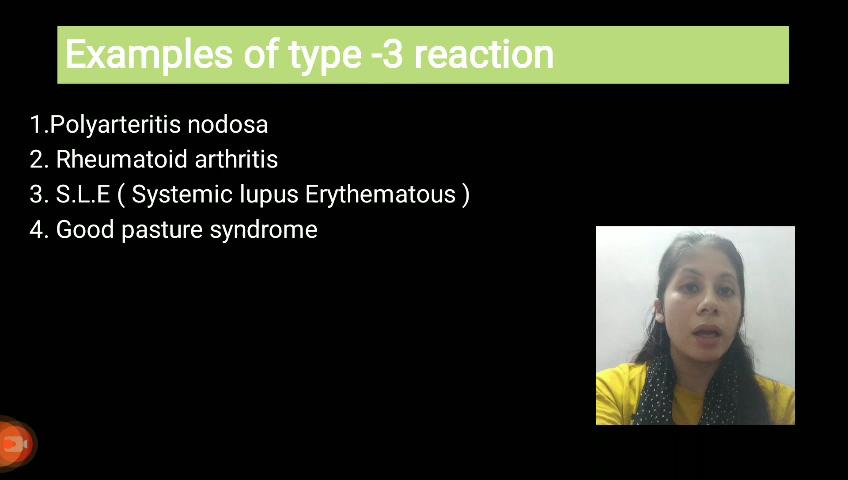 Examples of type -3 reaction
1.Polyarteritis nodosa
2. Rheumatoid arthritis
3. S.L.E ( Systemic lupus Erythematous )
4. Good pasture syndrome